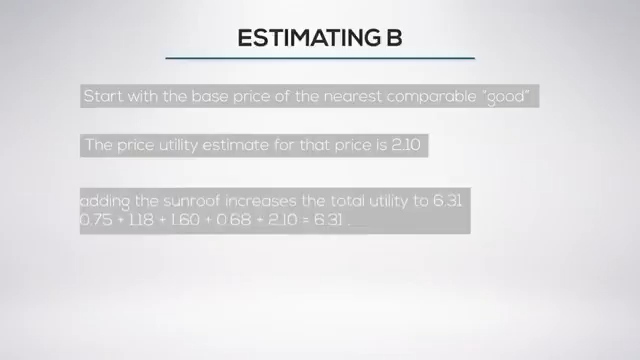 ESTIMATING B
Start with the base price of the nearest comparable "good"
The price utility estimate for that price is 2.10
adding the sunroof increases the total utility to 6.31
0.75 + 1.18 + 1.60 + 0.68 + 2.10 = 6.31